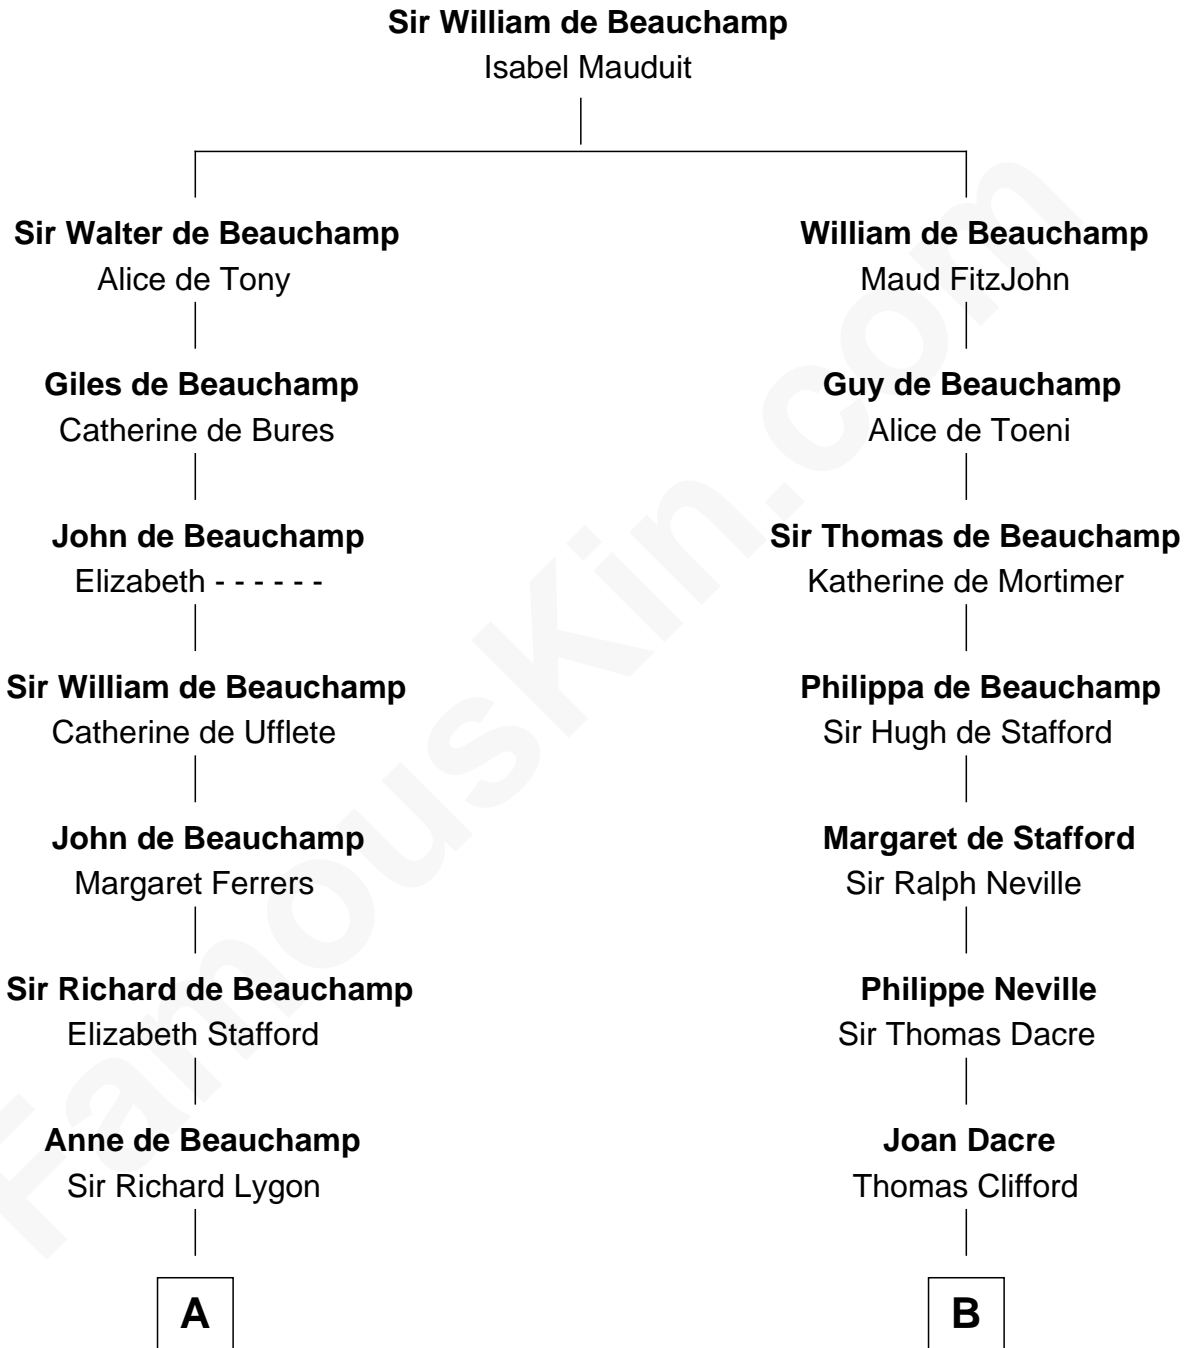 Sir William de Beauchamp
Isabel Mauduit
Sir Walter de Beauchamp
Alice de Tony
William de Beauchamp
Maud FitzJohn
Giles de Beauchamp
Catherine de Bures
Guy de Beauchamp
Alice de Toeni
John de Beauchamp
Elizabeth - - - - - -
Sir Thomas de Beauchamp
Katherine de Mortimer
Sir William de Beauchamp
Catherine de Ufflete
Philippa de Beauchamp
Sir Hugh de Stafford
John de Beauchamp
Margaret Ferrers
Margaret de Stafford
Sir Ralph Neville
Sir Richard de Beauchamp
Elizabeth Stafford
Philippe Neville
Sir Thomas Dacre
Anne de Beauchamp
Sir Richard Lygon
Joan Dacre
Thomas Clifford
A
B
FamousKin.com